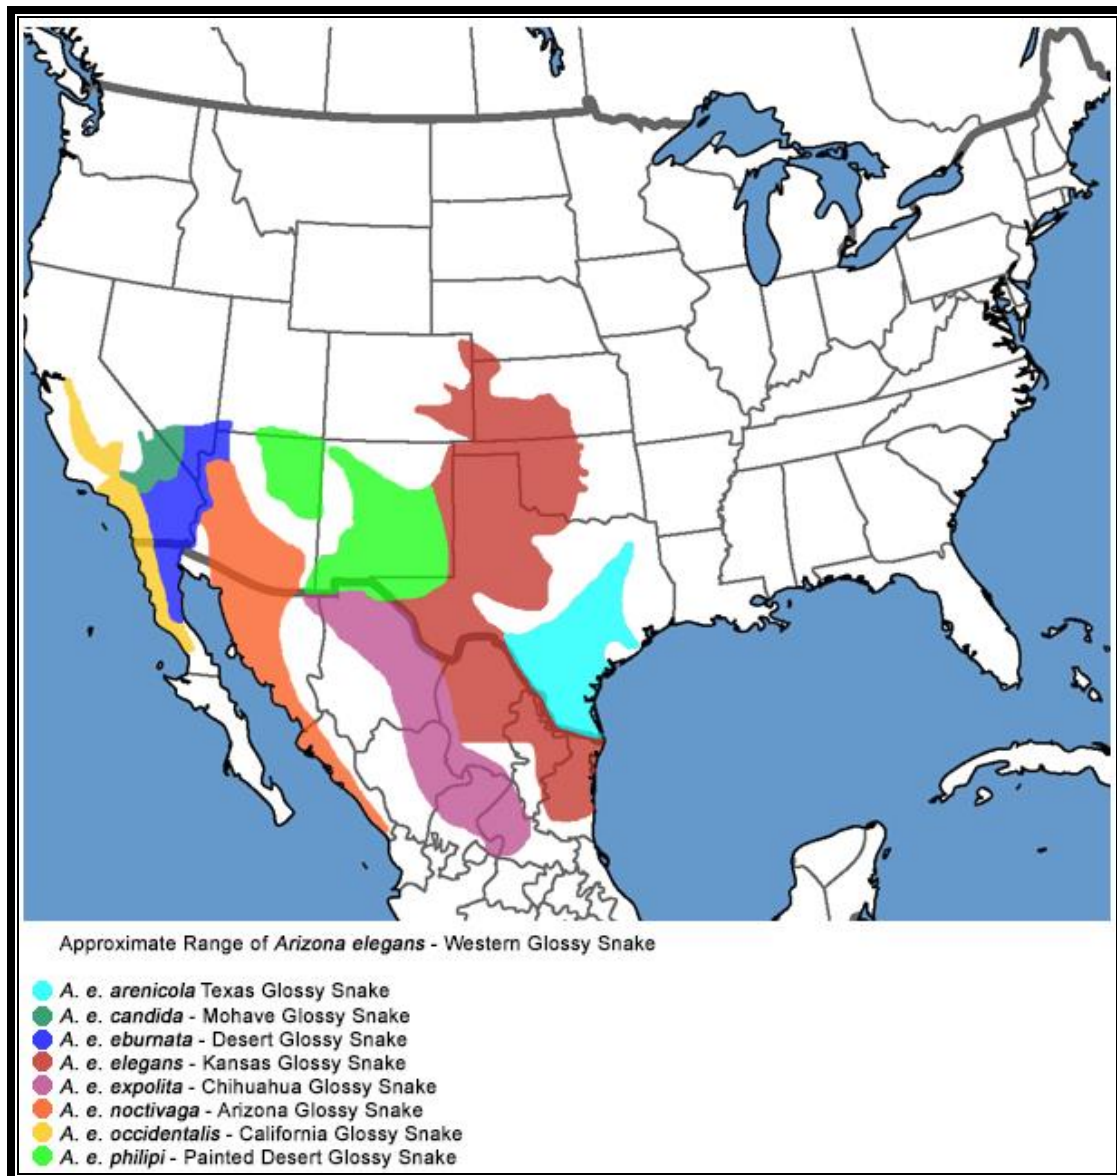 Approximate Range of Arizona elegans - Western Glossy Snake
A. e. arenicola Texas Glossy Snake
A. e. candida - Mohave Glossy Snake
A. e. eburnata - Desert Glossy Snake
A. e. elegans - Kansas Glossy Snake
A. e. expolita - Chihuahua Glossy Snake
A. e. noctivaga - Arizona Glossy Snake
A. e. occidentalis - California Glossy Snake
A. e. philipi - Painted Desert Glossy Snake